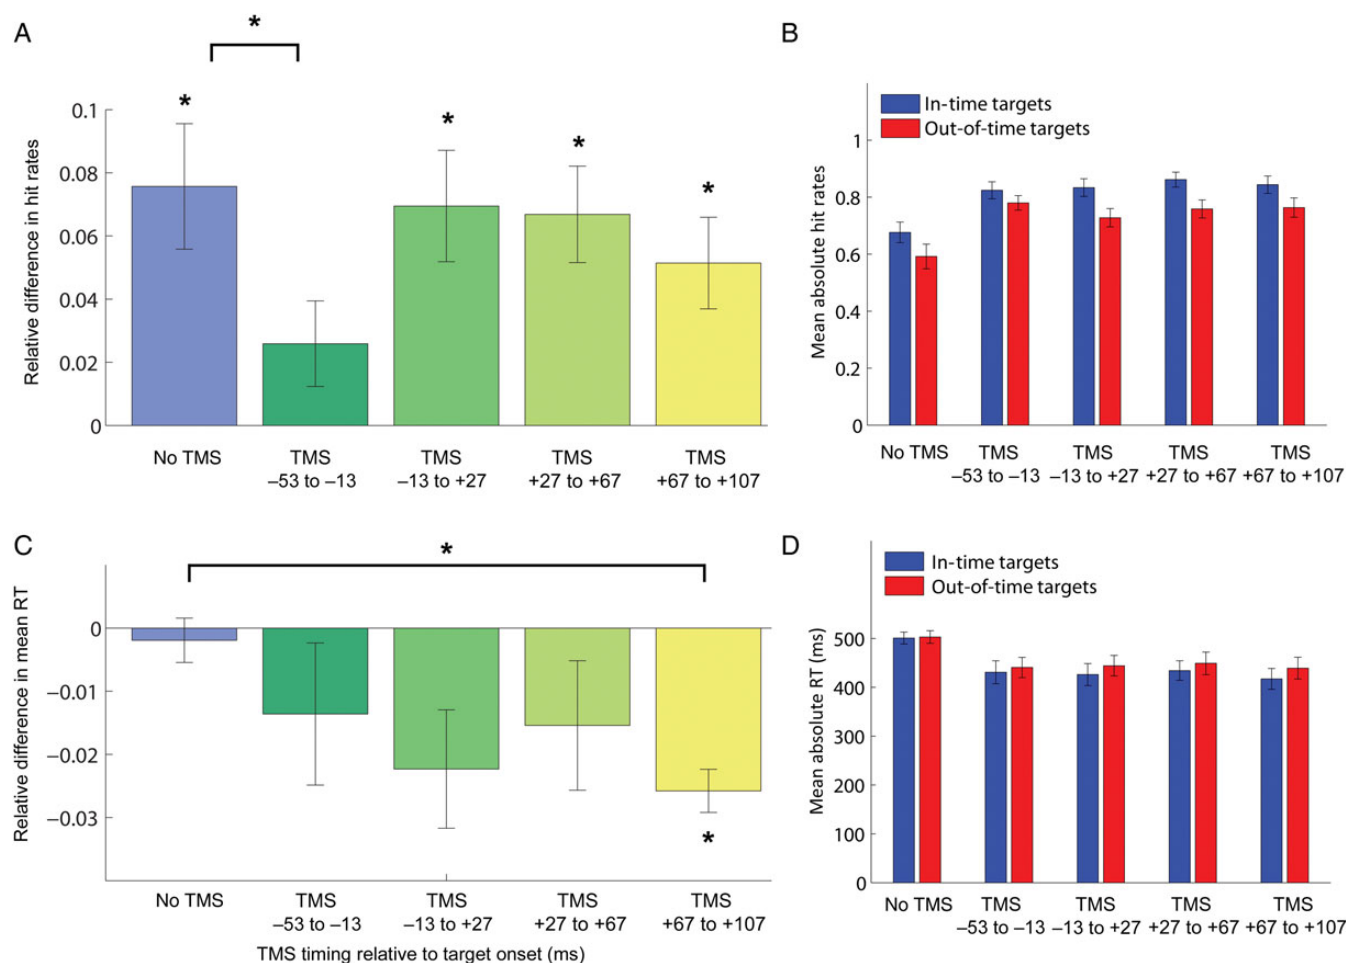 A
*
*
*
*
*
Relative difference in hit rates
0.1
0.08
0.06
0.04
0.02
0
No TMS
TMS
–53 to –13
TMS
–13 to +27
TMS
+27 to +67
TMS
+67 to +107
B
In-time targets
Out-of-time targets
Mean absolute hit rates
1
0.8
0.6
0.4
0.2
0
No TMS
TMS
–53 to –13
TMS
–13 to +27
TMS
+27 to +67
TMS
+67 to +107
C
*
Relative difference in mean RT
0
–0.01
–0.02
–0.03
*
No TMS
TMS
–53 to –13
TMS
–13 to +27
TMS
+27 to +67
TMS
+67 to +107
TMS timing relative to target onset (ms)
D
In-time targets
Out-of-time targets
Mean absolute RT (ms)
500
400
300
200
100
0
No TMS
TMS
–53 to –13
TMS
–13 to +27
TMS
+27 to +67
TMS
+67 to +107